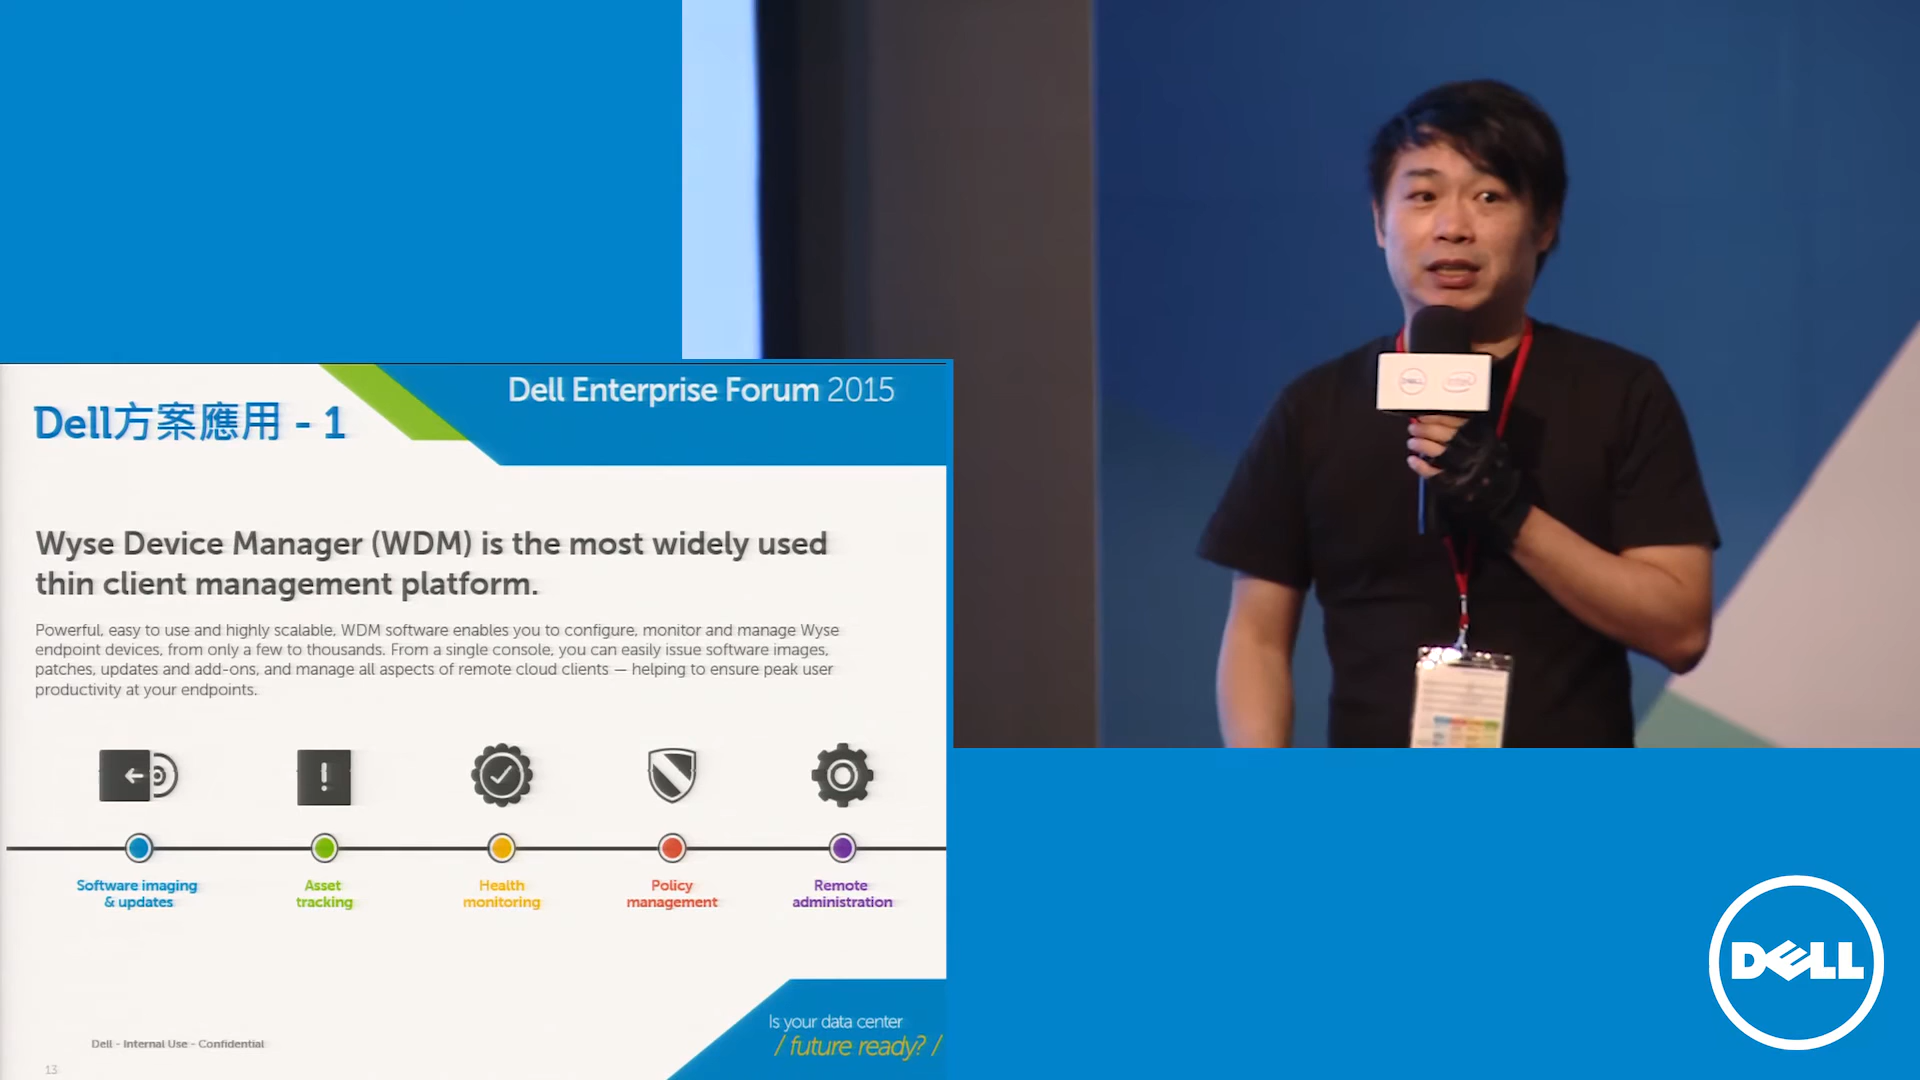 Dell Enterprise Forum 2015
Dell方案應用 - 1
Wyse Device Manager (WDM) is the most widely used
thin client management platform.
Powerful, easy to use and highly scalable, WDM software enables you to configure, monitor and manage Wyse
endpoint devices, from only a few to thousands. From a single console, you can easily issue software images,
patches, updates and add-ons, and manage all aspects of remote cloud clients — helping to ensure peak user
productivity at your endpoints.
Software imaging
& updates
Asset
tracking
Health
monitoring
Policy
management
Remote
administration
Is your data center
/ future ready? /
Dell - Internal Use - Confidential
13
DELL
intel
DELL